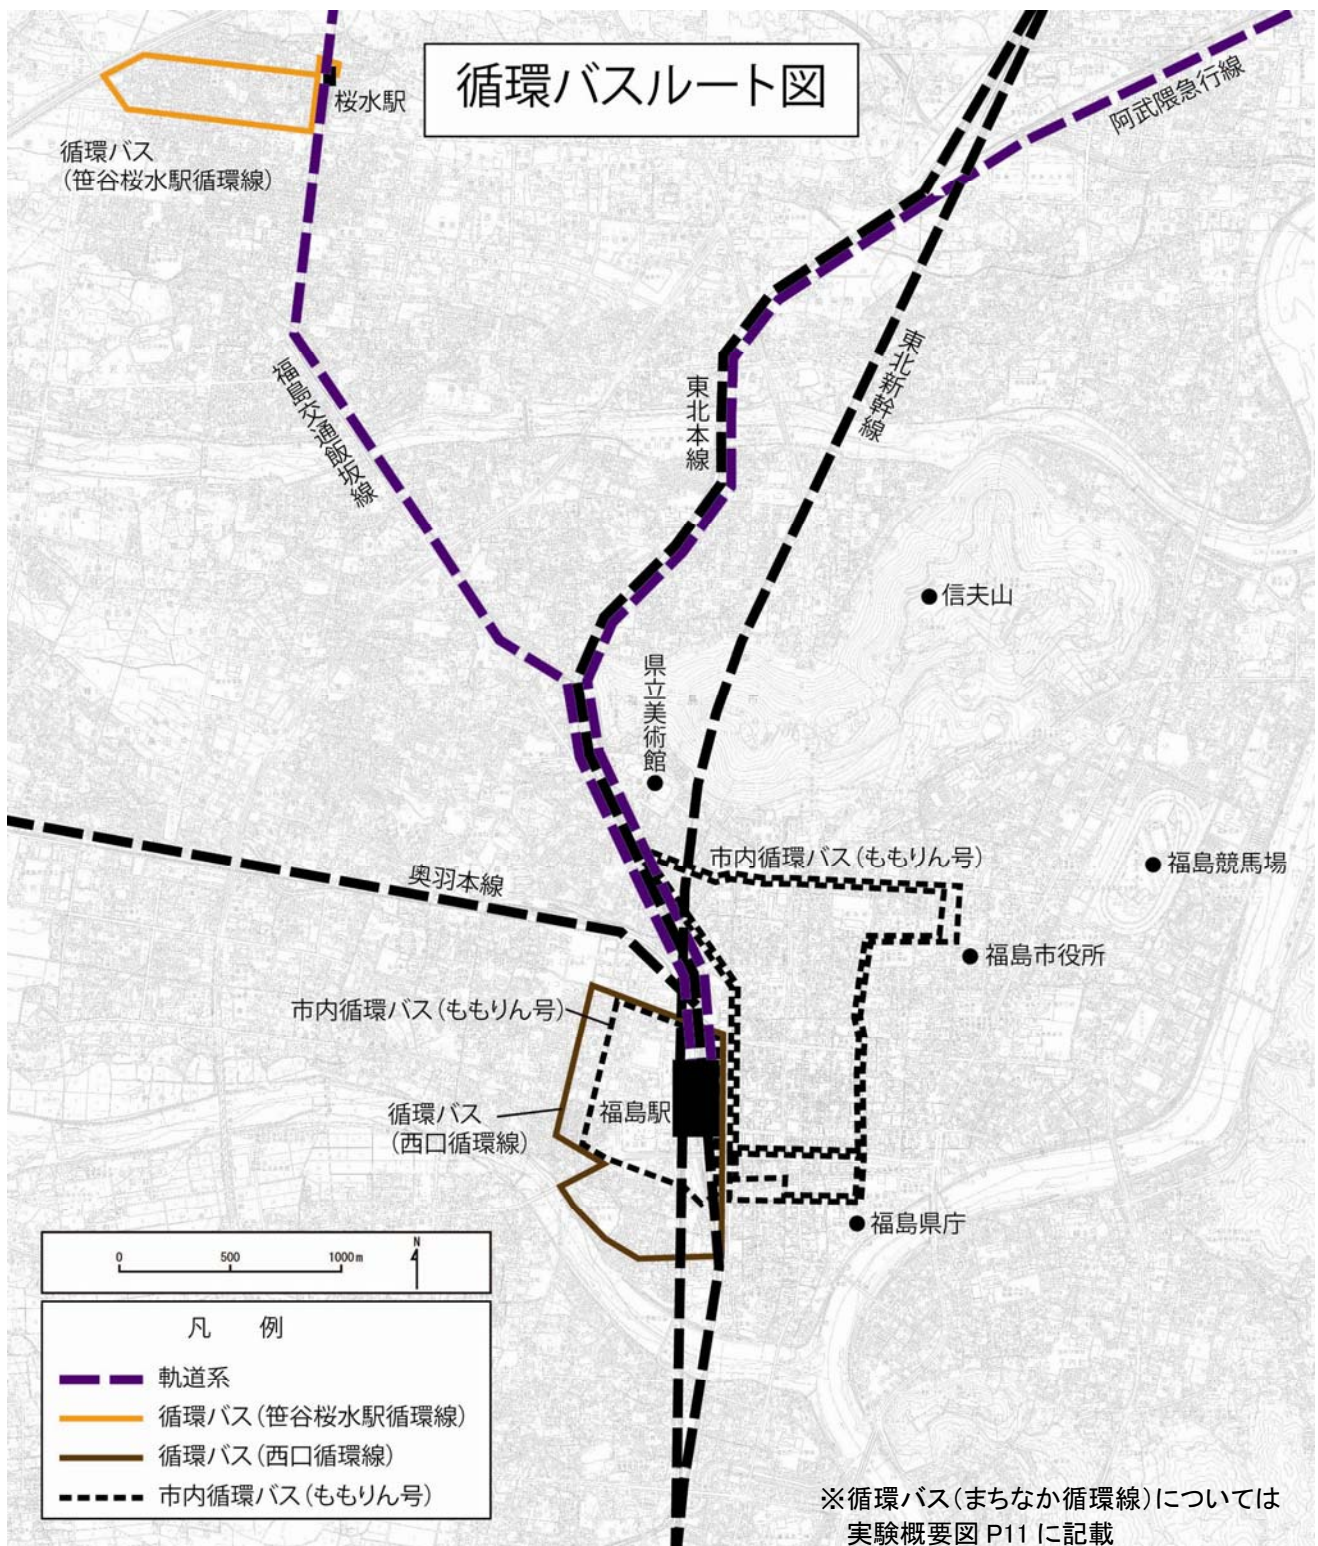 循環バスルート図
桜水駅
循環バス
(笹谷桜水駅循環線)
阿武隈急行線
東北新幹線
東北本線
福島交通飯坂線
信夫山
県立美術館
市内循環バス(ももりん号)
福島競馬場
奥羽本線
福島市役所
市内循環バス(ももりん号)
循環バス
(西口循環線)
福島駅
福島県庁
0 500 1000m
N
凡 例
軌道系
循環バス(笹谷桜水駅循環線)
循環バス(西口循環線)
市内循環バス(ももりん号)
※循環バス(まちなか循環線)については
実験概要図 P11 に記載